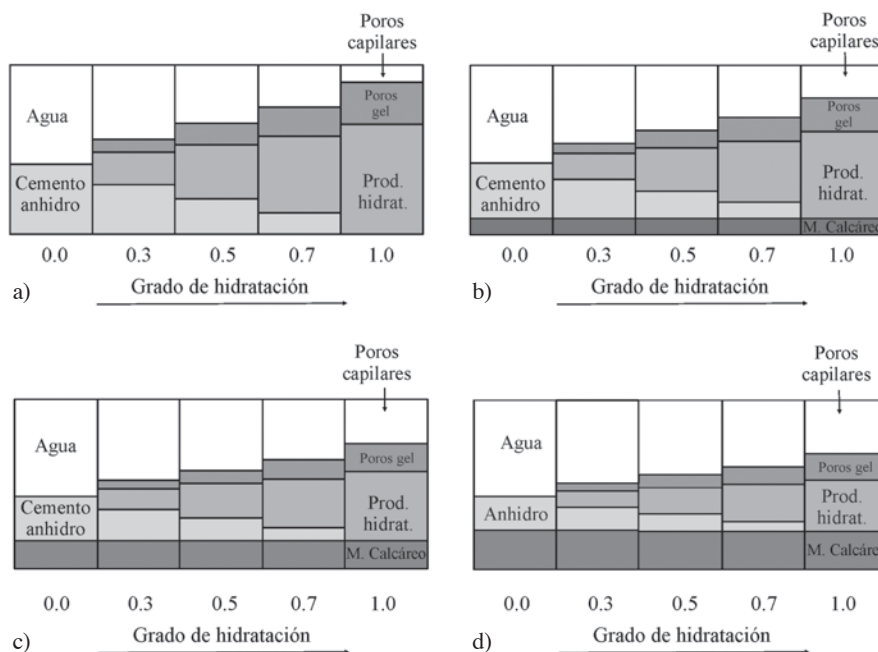 Poros
capilares
Agua
Poros
gel
Cemento
anhidro
Prod.
hidrat.
0.0 0.3 0.5 0.7 1.0
Grado de hidratación
a)
Poros
capilares
Agua
Poros
gel
Cemento
anhidro
Prod.
hidrat.
M. Calcáreo
0.0 0.3 0.5 0.7 1.0
Grado de hidratación
b)
Poros
capilares
Agua
Poros gel
Cemento
anhidro
Prod.
hidrat.
M. Calcáreo
0.0 0.3 0.5 0.7 1.0
Grado de hidratación
c)
Poros
capilares
Agua
Poros gel
Anhidro
Prod.
hidrat.
M. Calcáreo
0.0 0.3 0.5 0.7 1.0
Grado de hidratación
d)